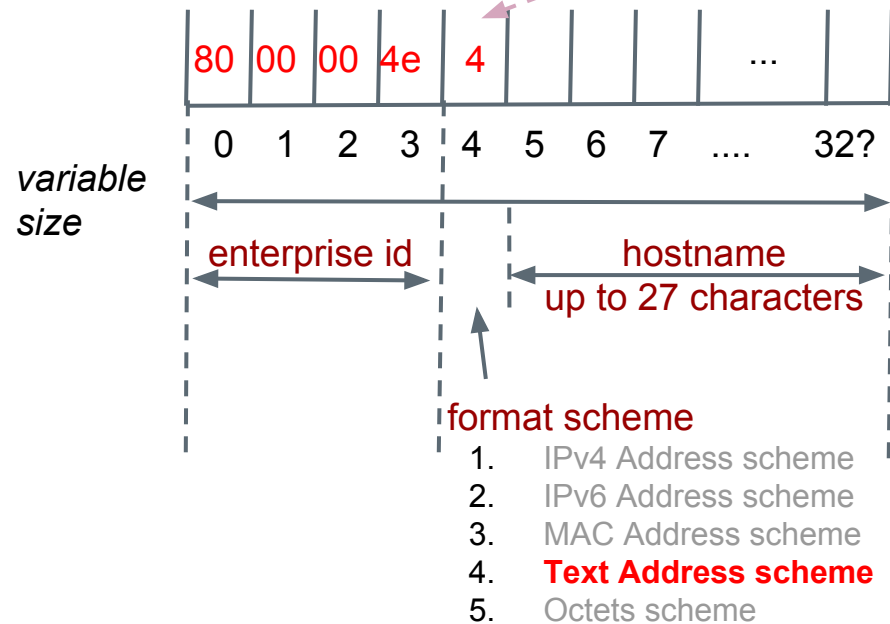 80 00 00 4e 4 ...
0 1 2 3 4 5 6 7 .... 32?
variable
size
enterprise id hostname
up to 27 characters
format scheme
1. IPv4 Address scheme
2. IPv6 Address scheme
3. MAC Address scheme
4. Text Address scheme
5. Octets scheme